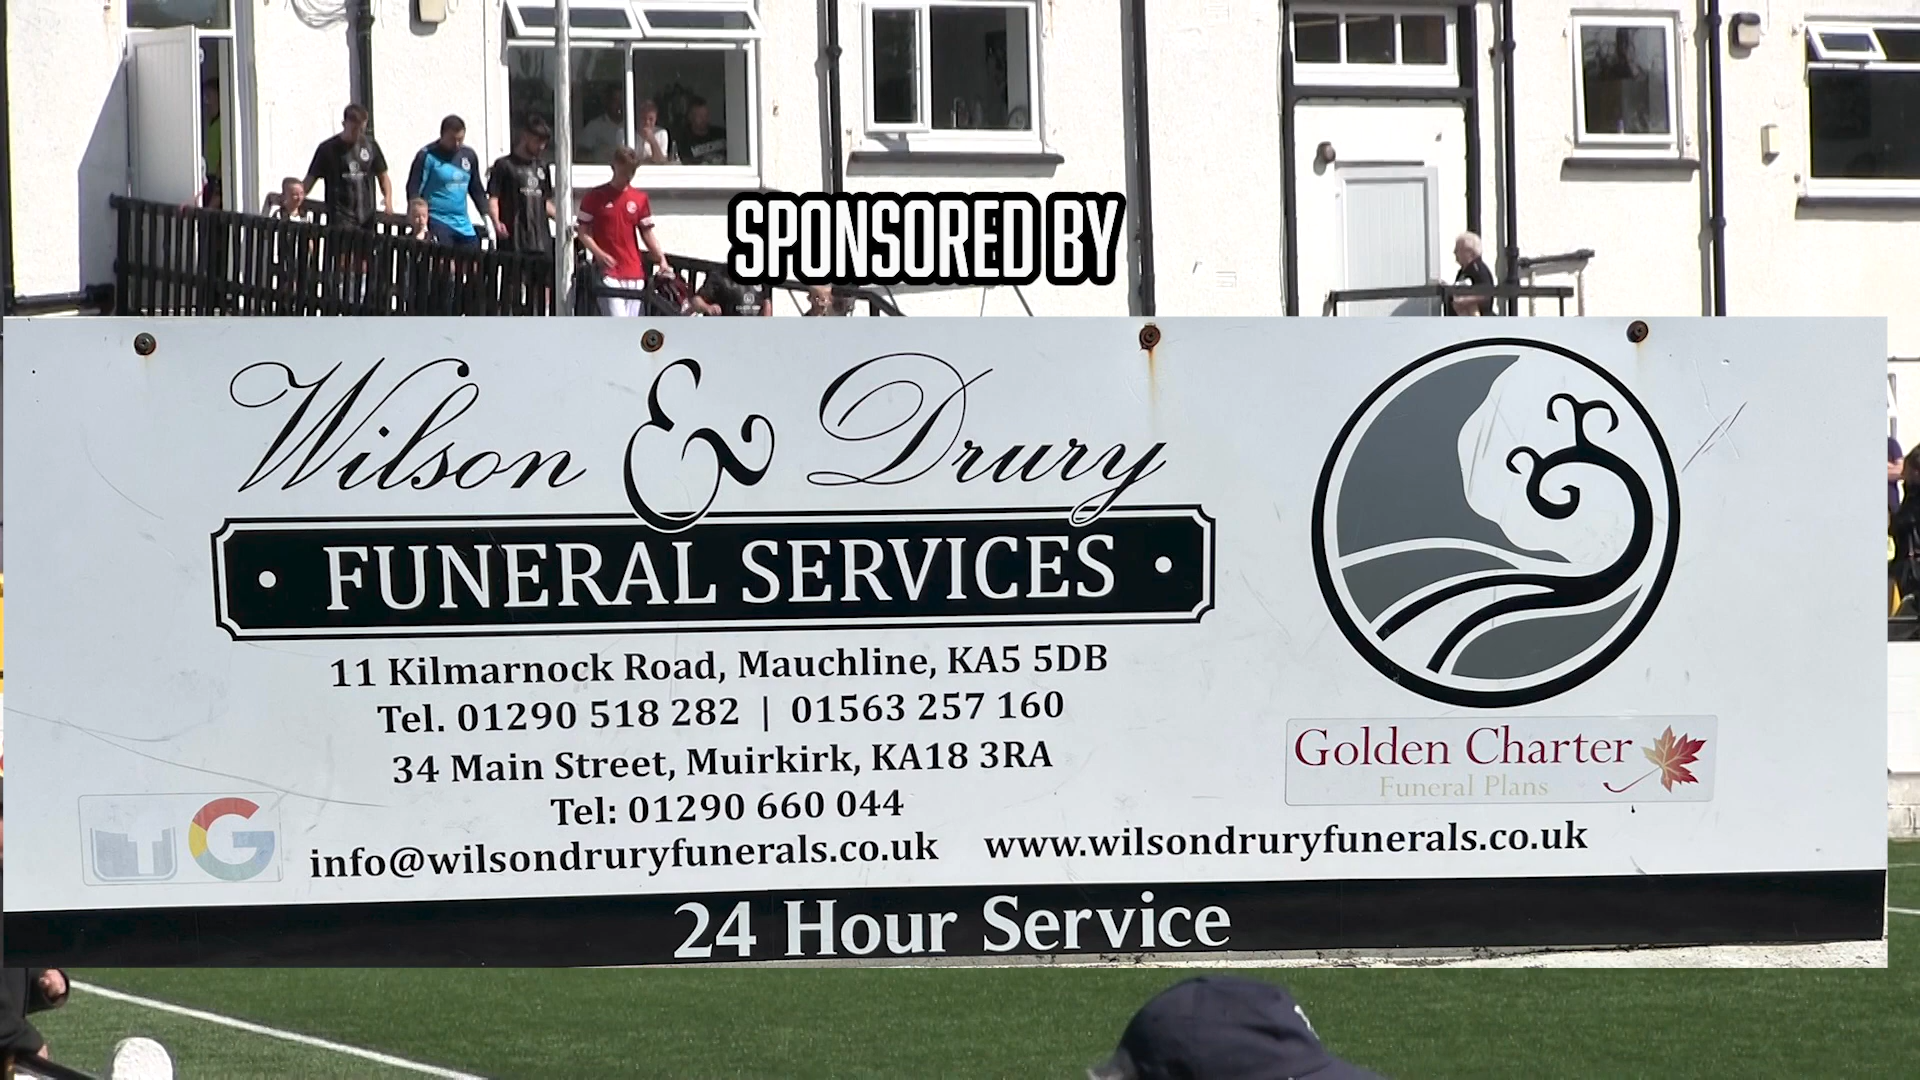 SPONSORED BY
Wilson & Drury
· FUNERAL SERVICES ·
11 Kilmarnock Road, Mauchline, KA5 5DB
Tel. 01290 518 282 | 01563 257 160
34 Main Street, Muirkirk, KA18 3RA
Tel: 01290 660 044
info@wilsondruryfunerals.co.uk www.wilsondruryfunerals.co.uk
Golden Charter
Funeral Plans
TG
24 Hour Service